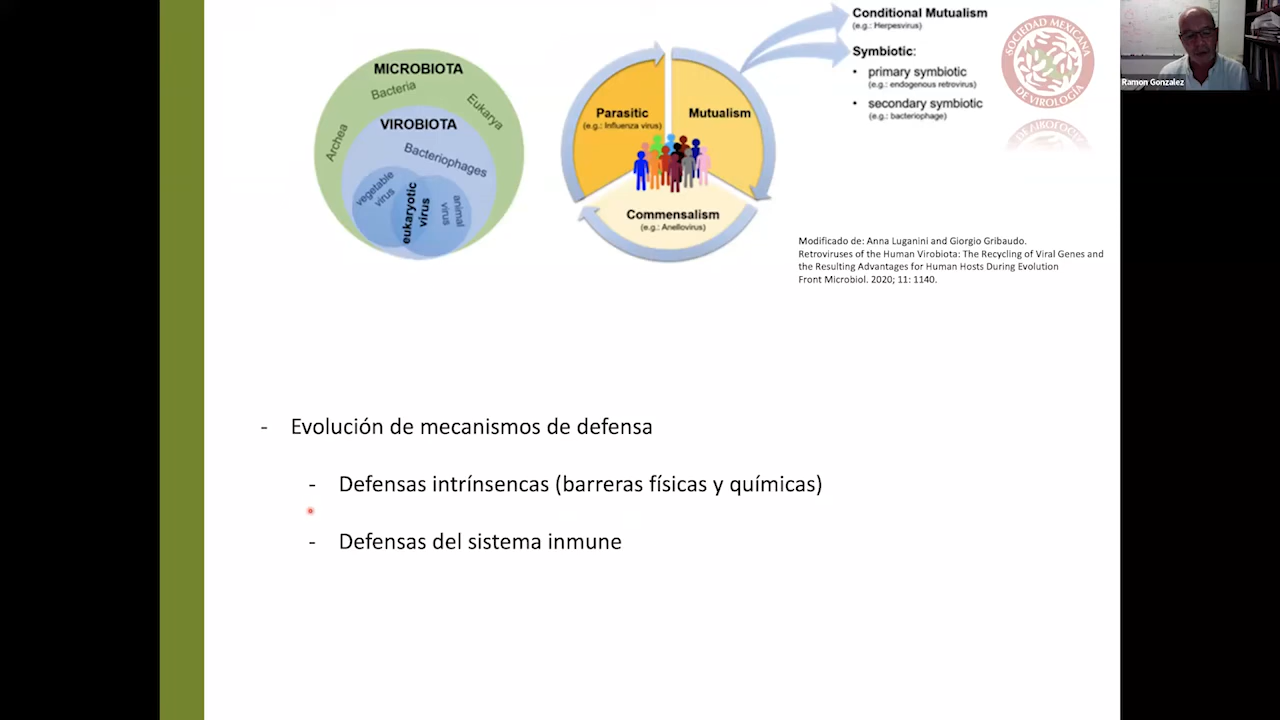 MICROBIOTA
Bacteria
Eukarya
Archea
VIROBIOTA
Bacteriophages
vegetable
virus
eukaryotic
virus
animal
virus
Parasitic
(e.g.: Influenza virus)
Mutualism
Commensalism
(e.g.: Anellovirus)
Conditional Mutualism
(e.g.: Herpesvirus)
Symbiotic:
• primary symbiotic
(e.g.: endogenous retrovirus)
• secondary symbiotic
(e.g.: bacteriophage)
SOCIEDAD MEXICANA
DE VIROLOGÍA
Ramon Gonzalez
Modificado de: Anna Luganini and Giorgio Gribaudo.
Retroviruses of the Human Virobiota: The Recycling of Viral Genes and
the Resulting Advantages for Human Hosts During Evolution
Front Microbiol. 2020; 11: 1140.
- Evolución de mecanismos de defensa
- Defensas intrínsencas (barreras físicas y químicas)
- Defensas del sistema inmune